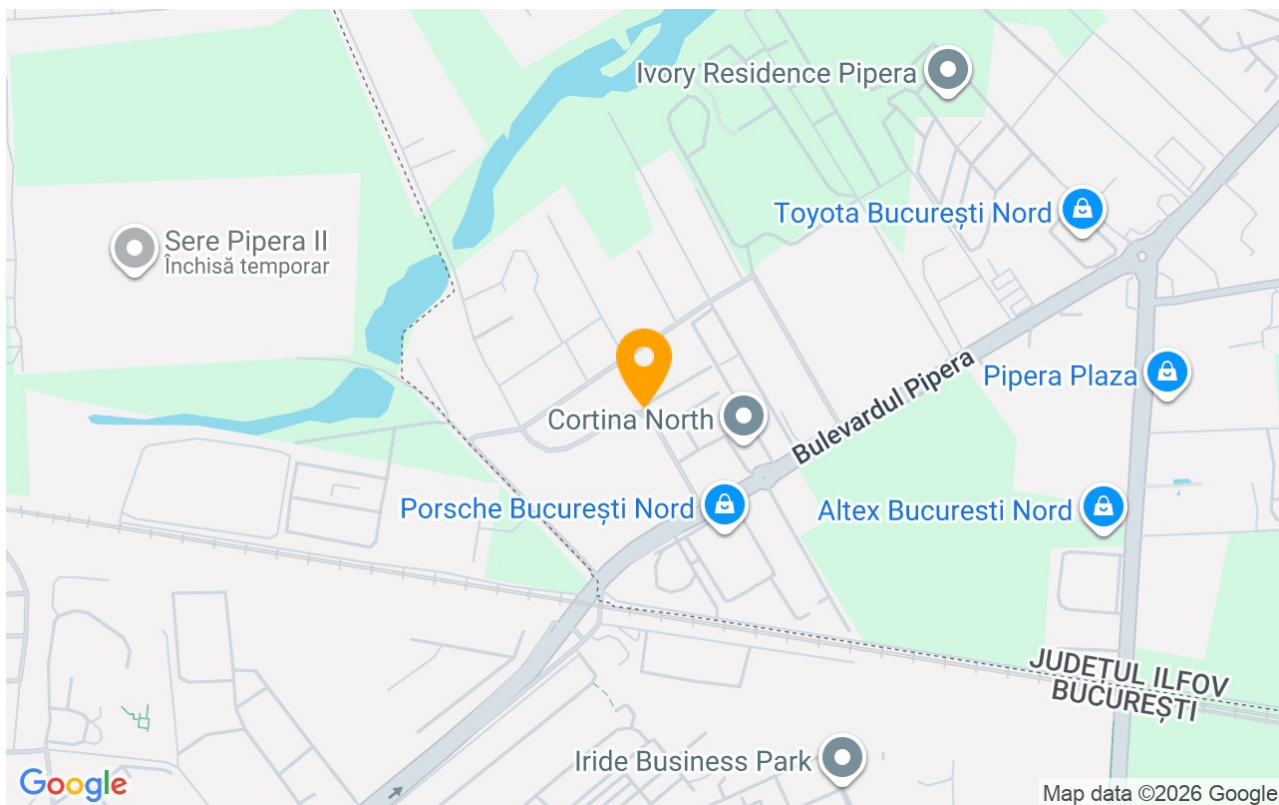 Ivory Residence Pipera
Toyota București Nord
Sere Pipera II
Închisă temporar
Bulevardul Pipera
Pipera Plaza
Cortina North
Porsche București Nord
Altex Bucuresti Nord
JUDEȚUL ILFOV
BUCUREȘTI
Iride Business Park
Google
Map data ©2026 Google